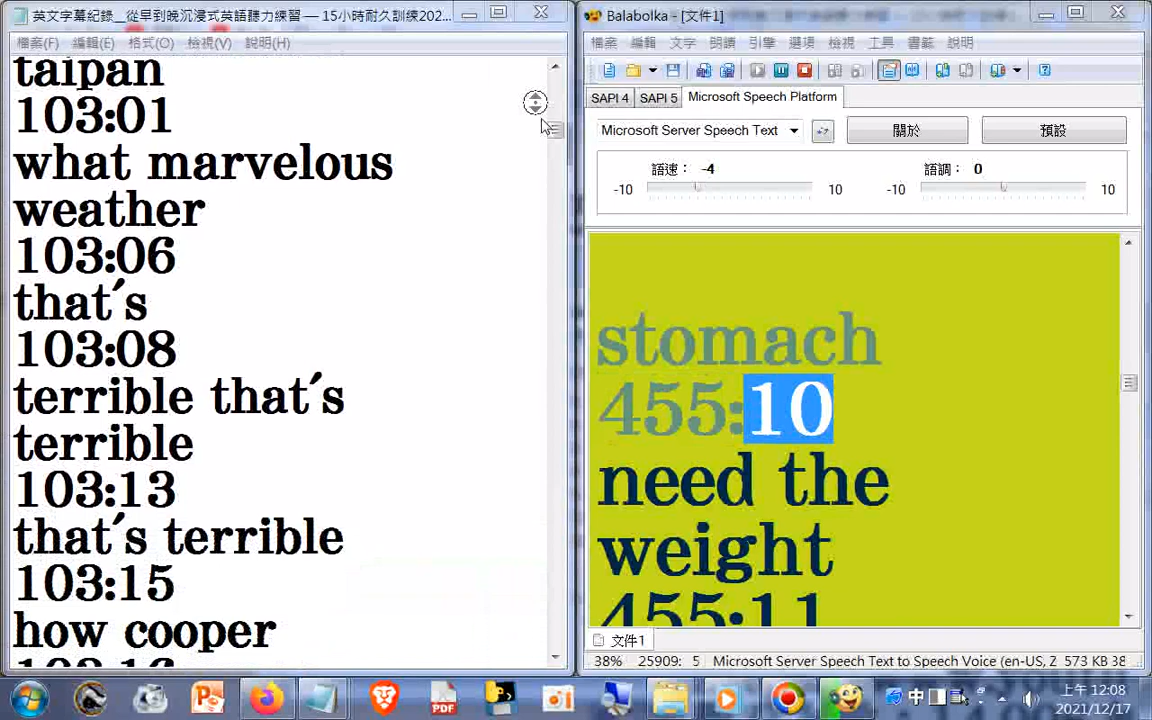 英文字幕紀錄__從早到晚沉浸式英語聽力練習 — 15小時耐久訓練202...
檔案(F) 編輯(E) 格式(O) 檢視(V) 說明(H)
taipan
103:01
what marvelous
weather
103:06
that's
103:08
terrible that's
terrible
103:13
that's terrible
103:15
how cooper
103:16
Balabolka - [文件1]
檔案 編輯 文字 朗讀 引擎 選項 檢視 工具 書籤 說明
SAPI 4 SAPI 5 Microsoft Speech Platform
Microsoft Server Speech Text 關於 預設
語速： -4 語調： 0
-10 10 -10 10
stomach
455:10
need the
weight
455:11
文件1
38% 25909: 5 Microsoft Server Speech Text to Speech Voice (en-US, Z 573 KB 38
PDF 中 上午 12:08
2021/12/17